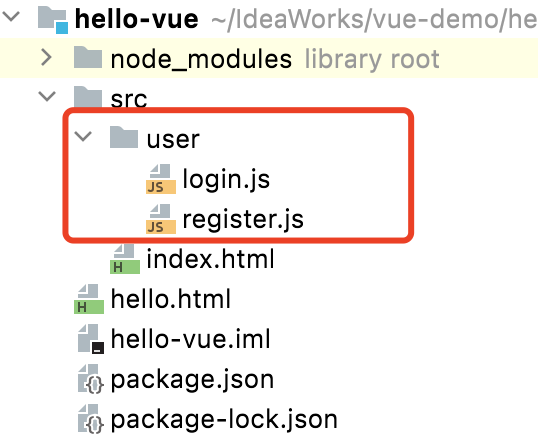 hello-vue ~/IdeaWorks/vue-demo/he
node_modules library root
src
user
JS login.js
JS register.js
H index.html
H hello.html
hello-vue.iml
package.json
package-lock.json